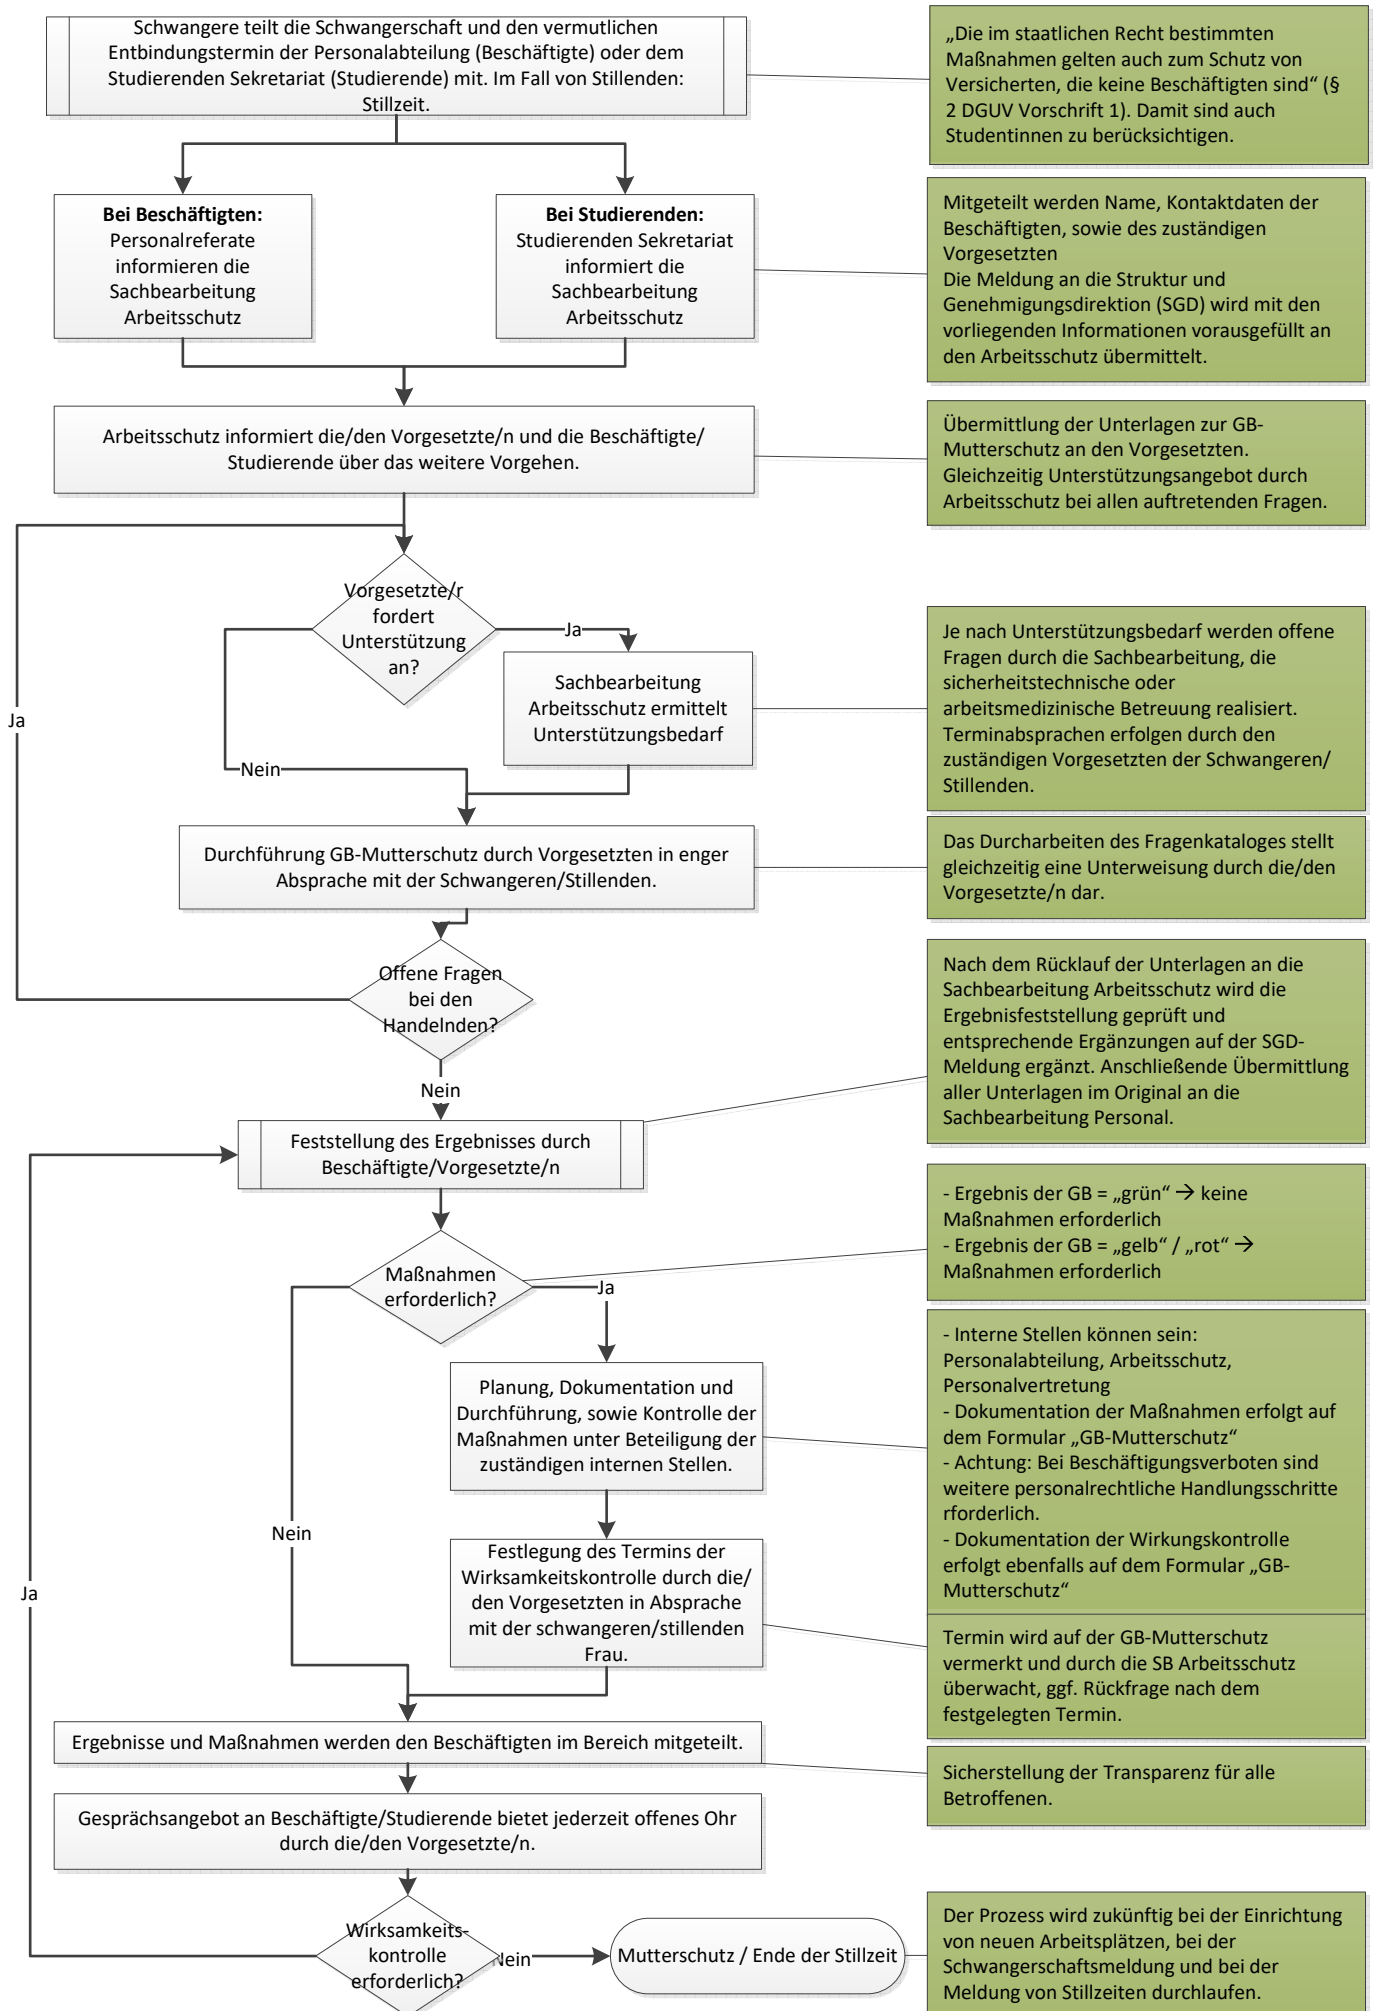 Schwangere teilt die Schwangerschaft und den vermutlichen
Entbindungstermin der Personalabteilung (Beschäftigte) oder dem
Studierenden Sekretariat (Studierende) mit. Im Fall von Stillenden:
Stillzeit.
„Die im staatlichen Recht bestimmten
Maßnahmen gelten auch zum Schutz von
Versicherten, die keine Beschäftigten sind“ (§
2 DGUV Vorschrift 1). Damit sind auch
Studentinnen zu berücksichtigen.
Bei Beschäftigten:
Personalreferate
informieren die
Sachbearbeitung
Arbeitsschutz
Bei Studierenden:
Studierenden Sekretariat
informiert die
Sachbearbeitung
Arbeitsschutz
Mitgeteilt werden Name, Kontaktdaten der
Beschäftigten, sowie des zuständigen
Vorgesetzten
Die Meldung an die Struktur und
Genehmigungsdirektion (SGD) wird mit den
vorliegenden Informationen vorausgefüllt an
den Arbeitsschutz übermittelt.
Arbeitsschutz informiert die/den Vorgesetzte/n und die Beschäftigte/
Studierende über das weitere Vorgehen.
Übermittlung der Unterlagen zur GB-
Mutterschutz an den Vorgesetzten.
Gleichzeitig Unterstützungsangebot durch
Arbeitsschutz bei allen auftretenden Fragen.
Vorgesetzte/r
fordert
Unterstützung
an?
Ja
Nein
Sachbearbeitung
Arbeitsschutz ermittelt
Unterstützungsbedarf
Je nach Unterstützungsbedarf werden offene
Fragen durch die Sachbearbeitung, die
sicherheitstechnische oder
arbeitsmedizinische Betreuung realisiert.
Terminabsprachen erfolgen durch den
zuständigen Vorgesetzten der Schwangeren/
Stillenden.
Ja
Durchführung GB-Mutterschutz durch Vorgesetzten in enger
Absprache mit der Schwangeren/Stillenden.
Das Durcharbeiten des Fragenkataloges stellt
gleichzeitig eine Unterweisung durch die/den
Vorgesetzte/n dar.
Offene Fragen
bei den
Handelnden?
Nein
Nach dem Rücklauf der Unterlagen an die
Sachbearbeitung Arbeitsschutz wird die
Ergebnisfeststellung geprüft und
entsprechende Ergänzungen auf der SGD-
Meldung ergänzt. Anschließende Übermittlung
aller Unterlagen im Original an die
Sachbearbeitung Personal.
Feststellung des Ergebnisses durch
Beschäftigte/Vorgesetzte/n
- Ergebnis der GB = „grün“ → keine
Maßnahmen erforderlich
- Ergebnis der GB = „gelb“ / „rot“ →
Maßnahmen erforderlich
Maßnahmen
erforderlich?
Ja
Nein
Planung, Dokumentation und
Durchführung, sowie Kontrolle der
Maßnahmen unter Beteiligung der
zuständigen internen Stellen.
- Interne Stellen können sein:
Personalabteilung, Arbeitsschutz,
Personalvertretung
- Dokumentation der Maßnahmen erfolgt auf
dem Formular „GB-Mutterschutz“
- Achtung: Bei Beschäftigungsverboten sind
weitere personalrechtliche Handlungsschritte
rforderlich.
- Dokumentation der Wirkungskontrolle
erfolgt ebenfalls auf dem Formular „GB-
Mutterschutz“
Festlegung des Termins der
Wirksamkeitskontrolle durch die/
den Vorgesetzten in Absprache
mit der schwangeren/stillenden
Frau.
Termin wird auf der GB-Mutterschutz
vermerkt und durch die SB Arbeitsschutz
überwacht, ggf. Rückfrage nach dem
festgelegten Termin.
Ja
Ergebnisse und Maßnahmen werden den Beschäftigten im Bereich mitgeteilt.
Sicherstellung der Transparenz für alle
Betroffenen.
Gesprächsangebot an Beschäftigte/Studierende bietet jederzeit offenes Ohr
durch die/den Vorgesetzte/n.
Wirksamkeits-
kontrolle
erforderlich?
Nein
Mutterschutz / Ende der Stillzeit
Der Prozess wird zukünftig bei der Einrichtung
von neuen Arbeitsplätzen, bei der
Schwangerschaftsmeldung und bei der
Meldung von Stillzeiten durchlaufen.